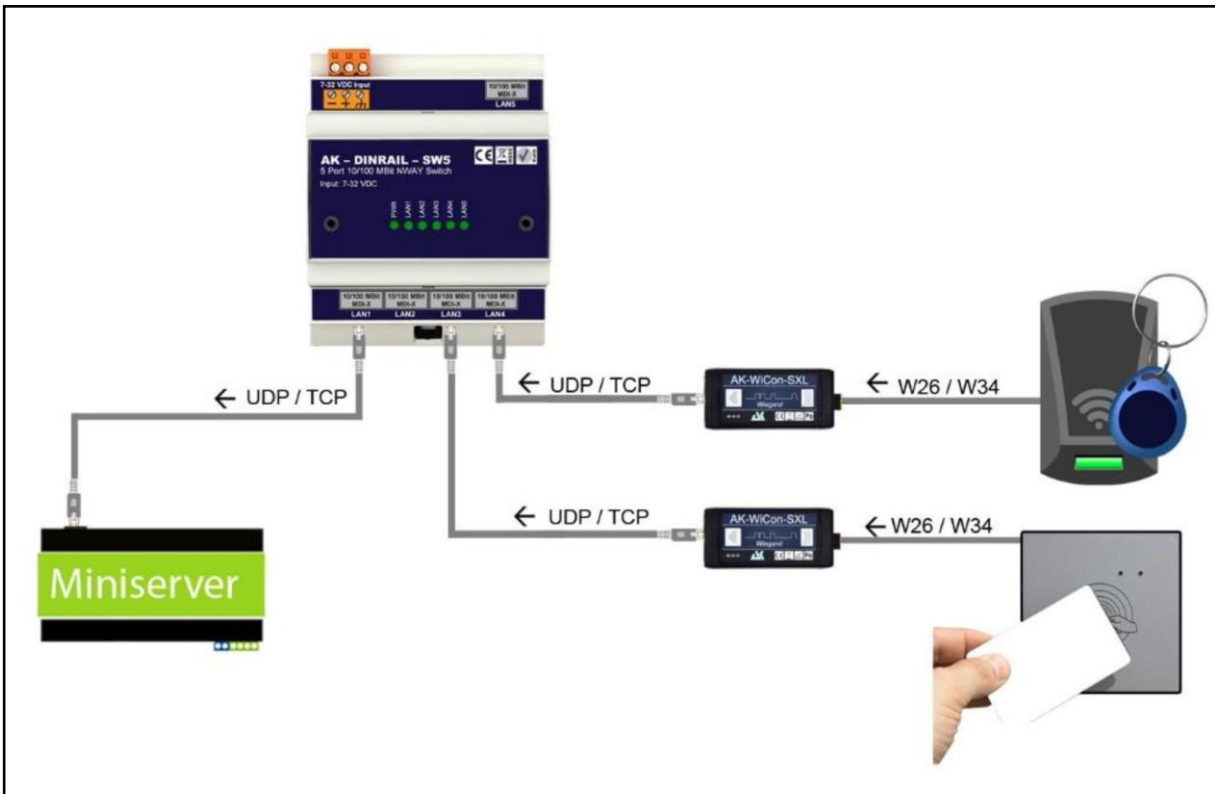 7-32 VDC Input
10/100 MBit
MDI-X
LAN5
AK – DINRAIL – SW5
5 Port 10/100 MBit NWAY Switch
Input: 7-32 VDC
PWR
LAN1
LAN2
LAN3
LAN4
LAN5
10/100 MBit
MDI-X
LAN1
10/100 MBit
MDI-X
LAN2
10/100 MBit
MDI-X
LAN3
10/100 MBit
MDI-X
LAN4
← UDP / TCP
AK-WiCon-SXL
Wiegand
← W26 / W34
← UDP / TCP
← UDP / TCP
AK-WiCon-SXL
Wiegand
← W26 / W34
Miniserver